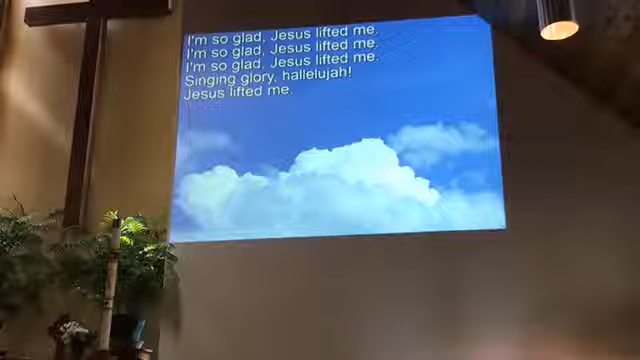 I'm so glad, Jesus lifted me.
I'm so glad, Jesus lifted me.
I'm so glad, Jesus lifted me.
Singing glory, hallelujah!
Jesus lifted me.